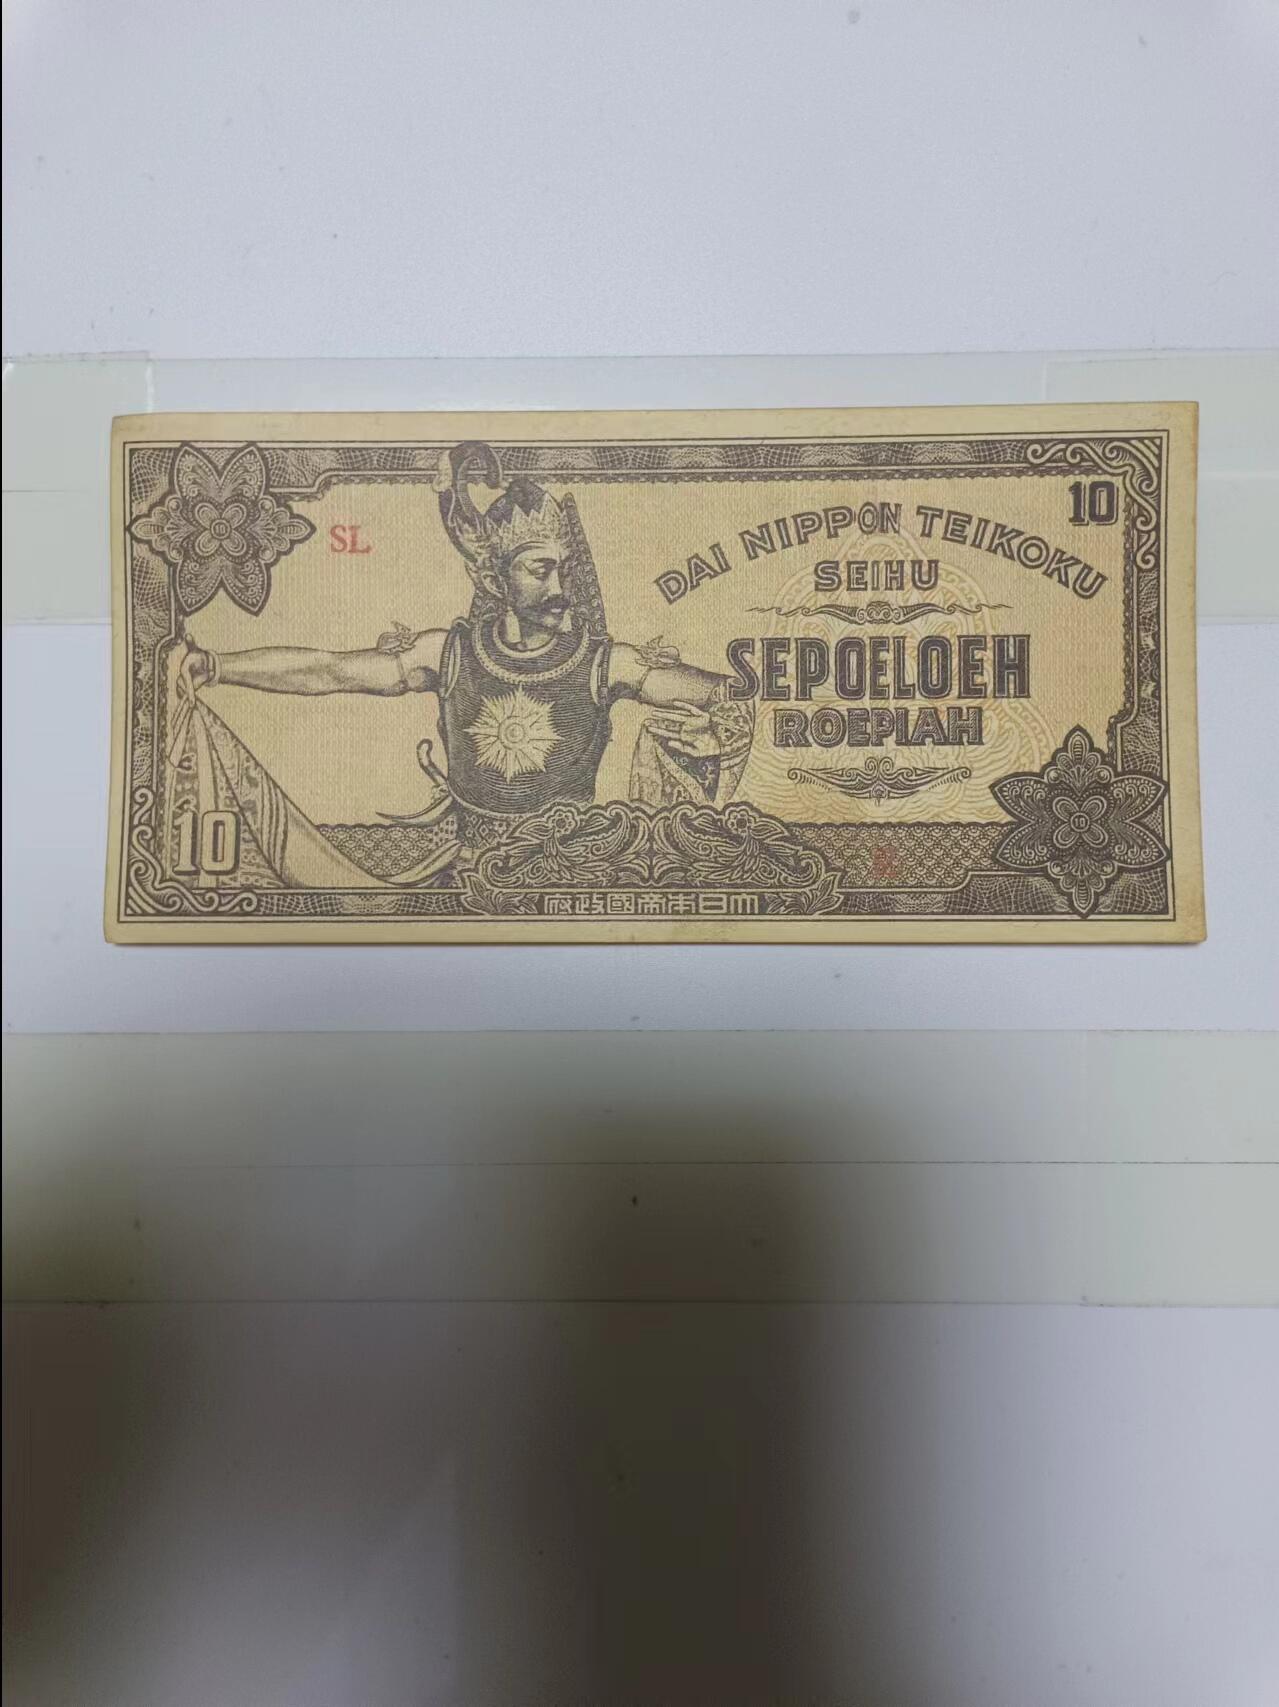 SL
10
DAI NIPPON TEIKOKU
SEIHU
SEPOELOEH
ROEPIAH
10
府政國帝本日大